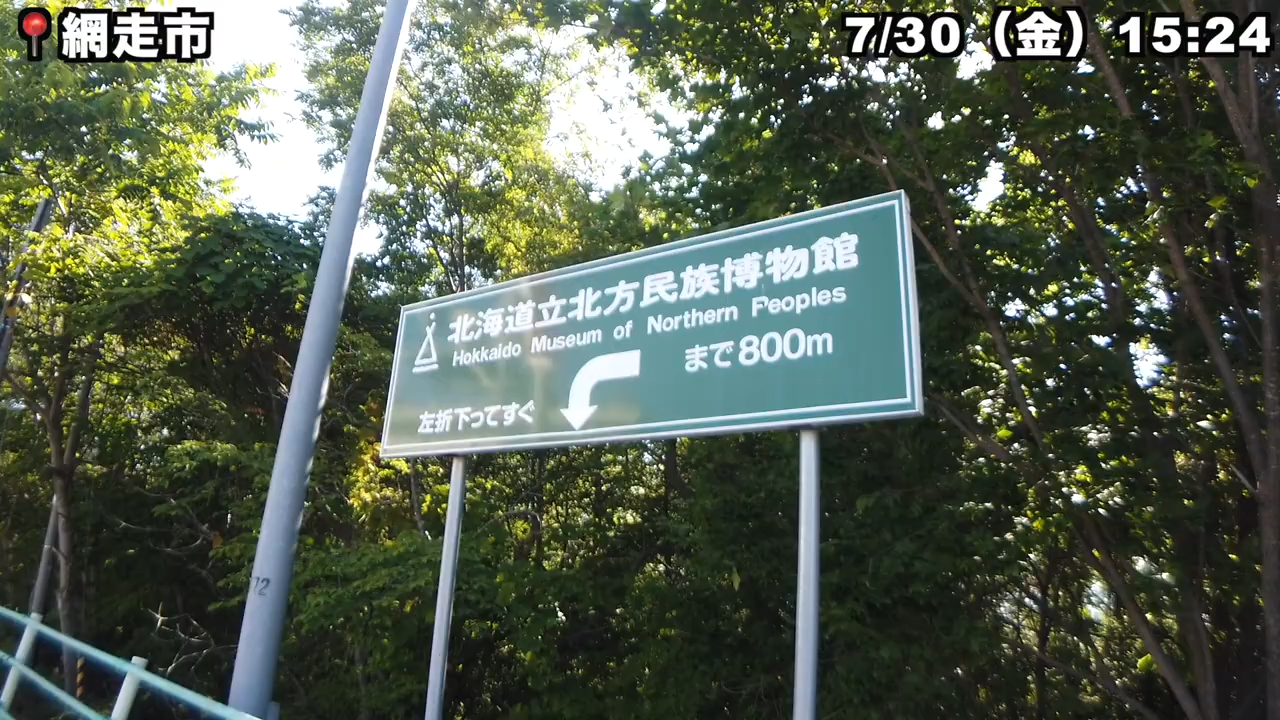 網走市
7/30（金）15:24
北海道立北方民族博物館
Hokkaido Museum of Northern Peoples
まで800m
左折下ってすぐ
12